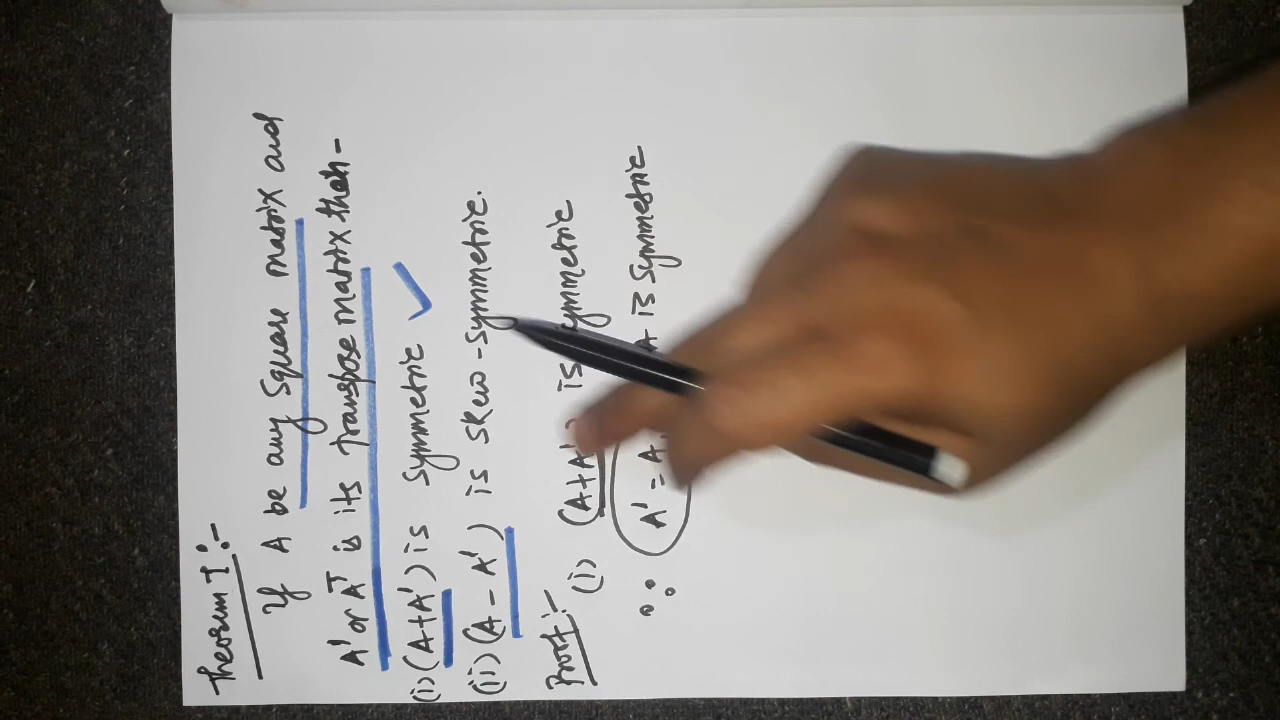 Theorem I :-
If A be any square matrix and
A' or Aᵀ is its transpose matrix then -
(i) (A+A') is symmetric ✓
(ii) (A - A') is skew-symmetric.
Proof :- (i) (A+A') is symmetric
∵ A' = A A is symmetric